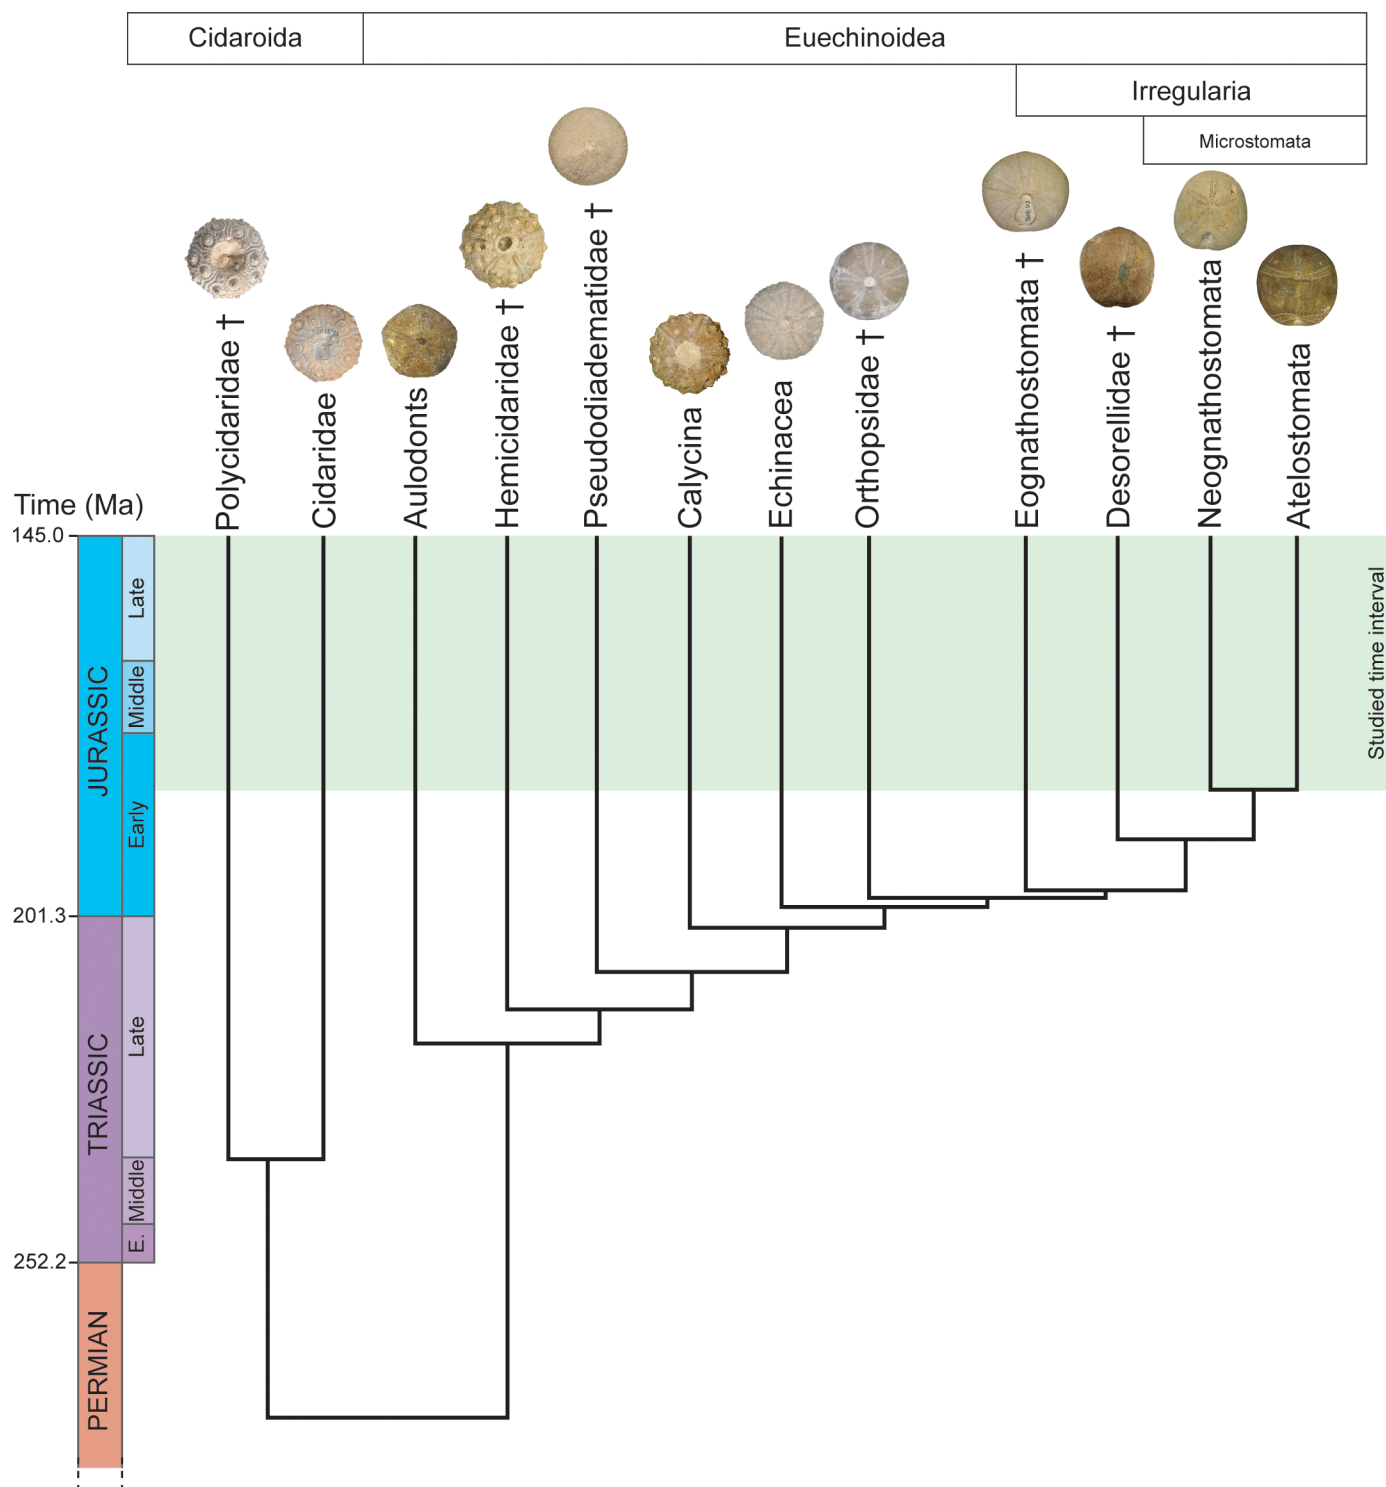 Cidaroida
Euechinoidea
Irregularia
Microstomata
Polycidaridae †
Cidaridae
Aulodonts
Hemicidaridae †
Pseudodiadematidae †
Calycina
Echinacea
Orthopsidae †
Eognathostomata †
Desorellidae †
Neognathostomata
Atelostomata
Time (Ma)
145.0
201.3
252.2
JURASSIC
Late
Middle
Early
TRIASSIC
Late
Middle
E.
PERMIAN
Studied time interval